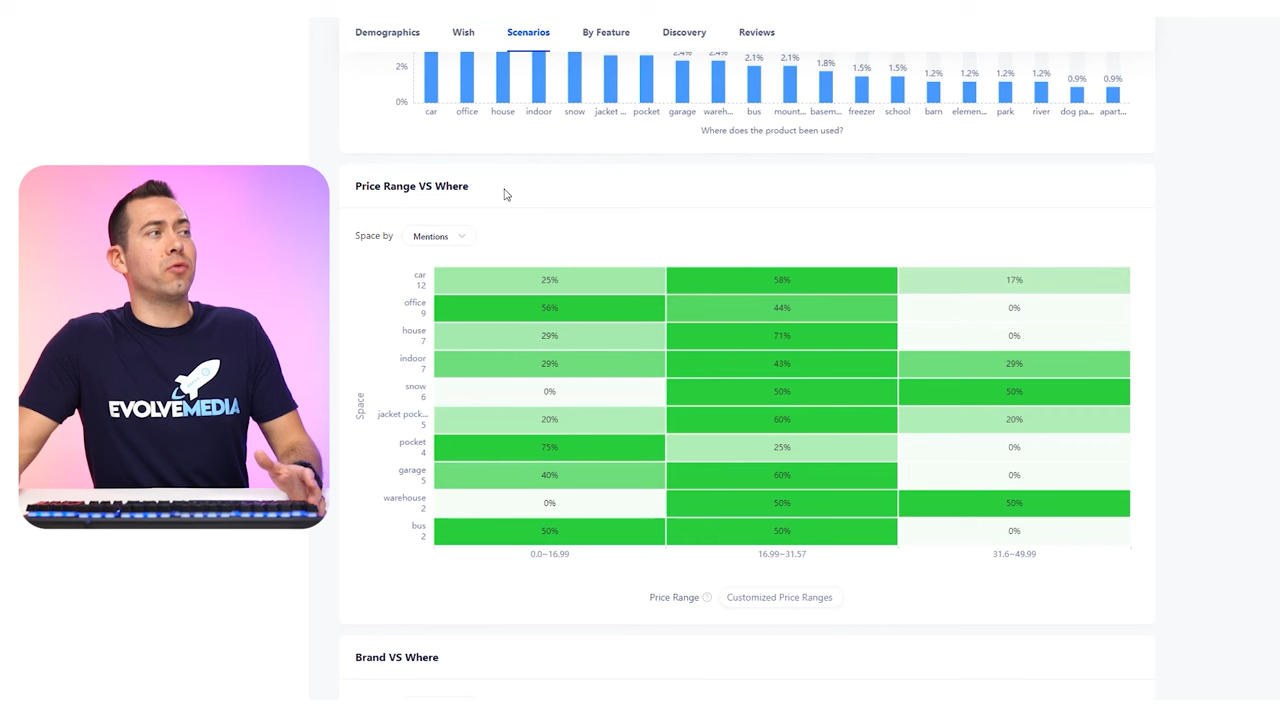 Demographics Wish Scenarios By Feature Discovery Reviews
2.4% 2.4% 2.1% 2.1% 1.8% 1.5% 1.5% 1.2% 1.2% 1.2% 1.2% 0.9% 0.9%
2%
0%
car office house indoor snow jacket ... pocket garage wareh... bus mount... basem... freezer school barn elemen... park river dog pa... apart...
Where does the product been used?
Price Range VS Where
Space by Mentions
car
12 25% 58% 17%
office
9 56% 44% 0%
house
7 29% 71% 0%
indoor
7 29% 43% 29%
snow
6 0% 50% 50%
jacket pock...
5 20% 60% 20%
pocket
4 75% 25% 0%
garage
5 40% 60% 0%
warehouse
2 0% 50% 50%
bus
2 50% 50% 0%
Space
0.0~16.99 16.99~31.57 31.6~49.99
Price Range ? Customized Price Ranges
Brand VS Where
EVOLVEMEDIA